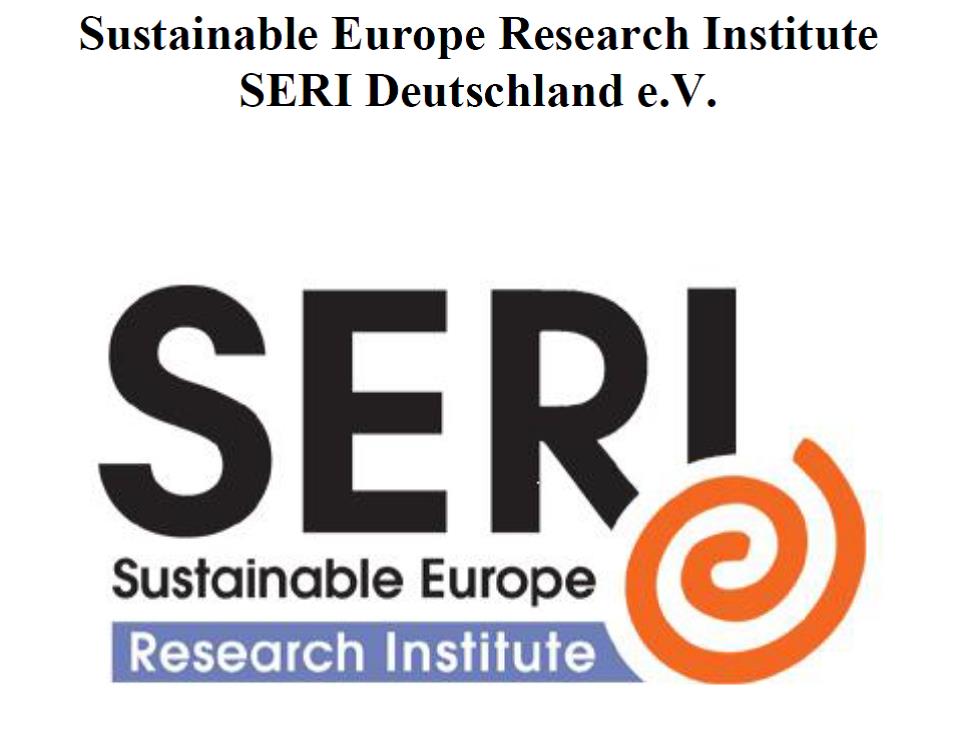 Sustainable Europe Research Institute
SERI Deutschland e.V.
SERI
Sustainable Europe
Research Institute